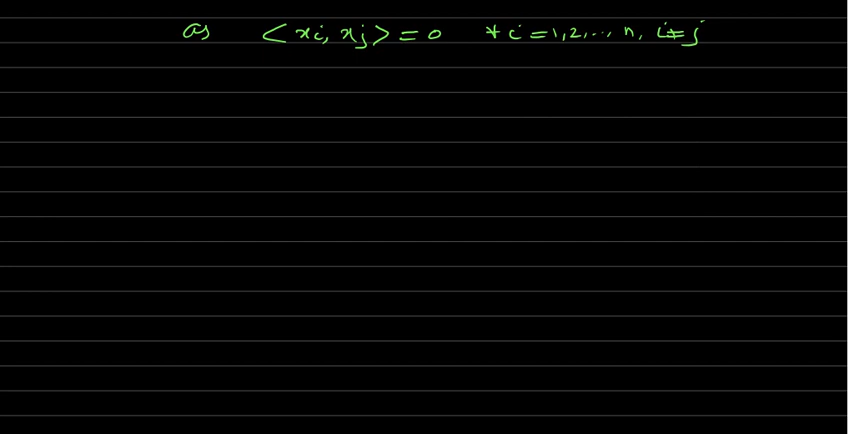 as <xi, xj> = 0 ∀ i = 1,2,..., n, i ≠ j